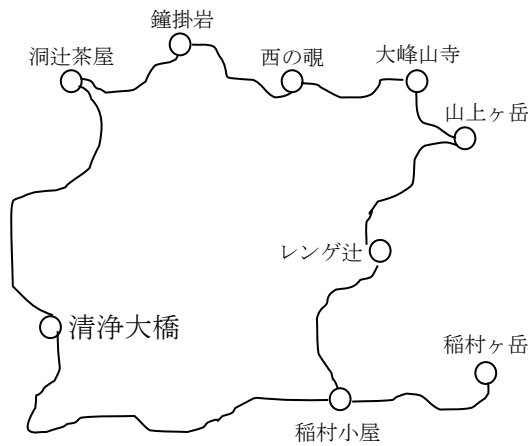 鐘掛岩
洞辻茶屋
西の覗
大峰山寺
山上ヶ岳
レンゲ辻
清浄大橋
稲村ヶ岳
稲村小屋